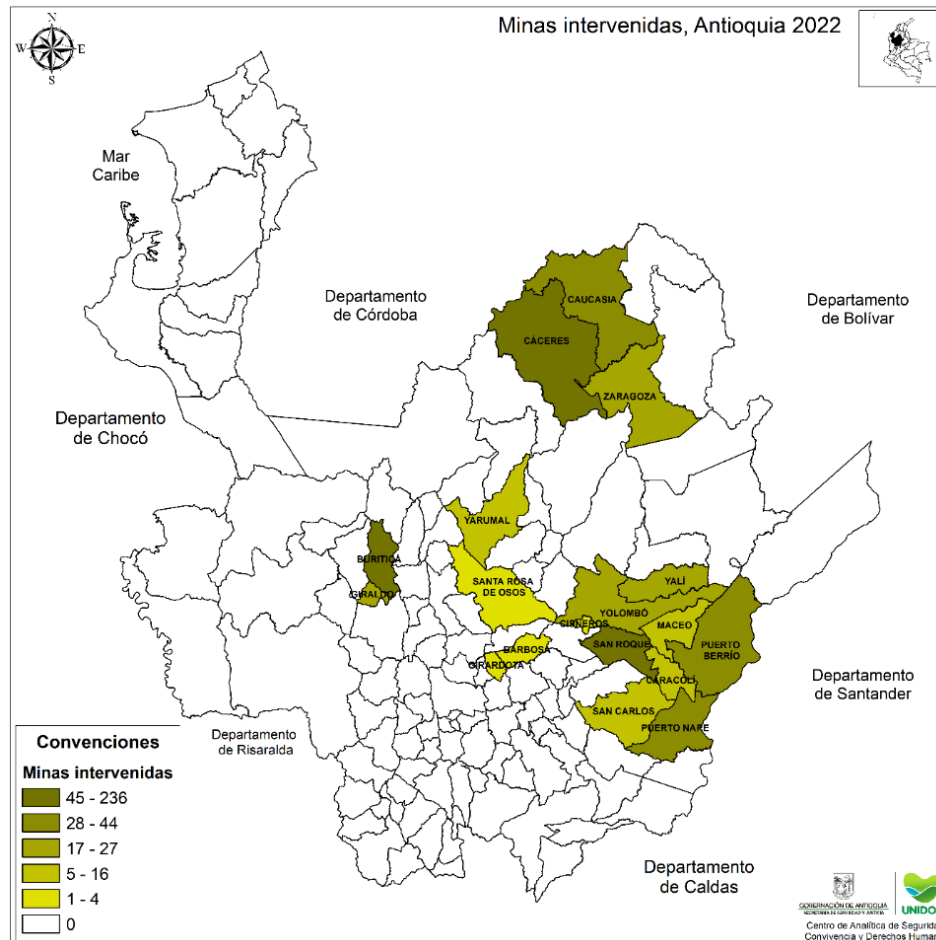 Minas intervenidas, Antioquia 2022
N
W
E
S
Mar
Caribe
Departamento
de Córdoba
Departamento
de Bolívar
CAUCASIA
CÁCERES
ZARAGOZA
Departamento
de Chocó
YARUMAL
BURITICÁ
GIRALDO
SANTA ROSA
DE OSOS
YALÍ
YOLOMBÓ
CISNEROS
MACEO
SAN ROQUE
PUERTO
BERRÍO
BARBOSA
GIRARDOTA
CARACOLÍ
SAN CARLOS
PUERTO NARE
Departamento
de Santander
Departamento
de Risaralda
Departamento
de Caldas
Convenciones
Minas intervenidas
45 - 236
28 - 44
17 - 27
5 - 16
1 - 4
0
GOBERNACIÓN DE ANTIOQUIA
UNIDO
Centro de Analítica de Segurida
Convivencia y Derechos Human